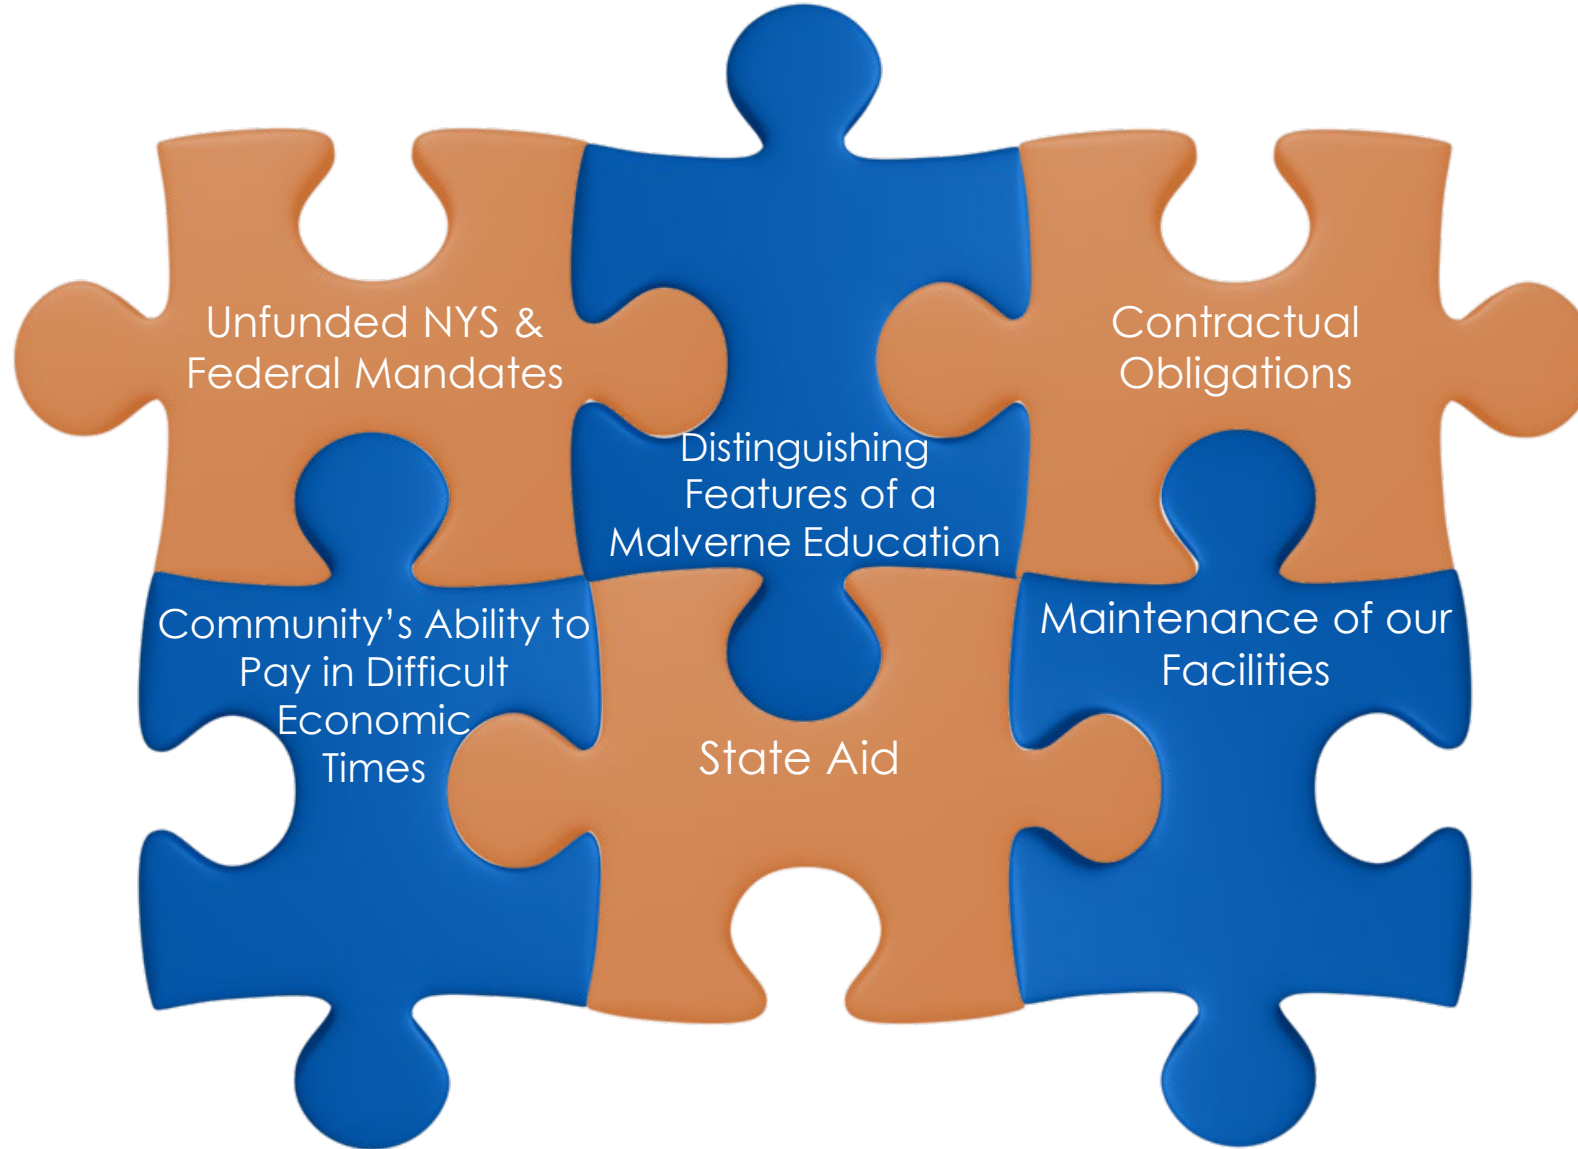 Unfunded NYS &
Federal Mandates
Distinguishing
Features of a
Malverne Education
Contractual
Obligations
Community’s Ability to
Pay in Difficult
Economic
Times
State Aid
Maintenance of our
Facilities